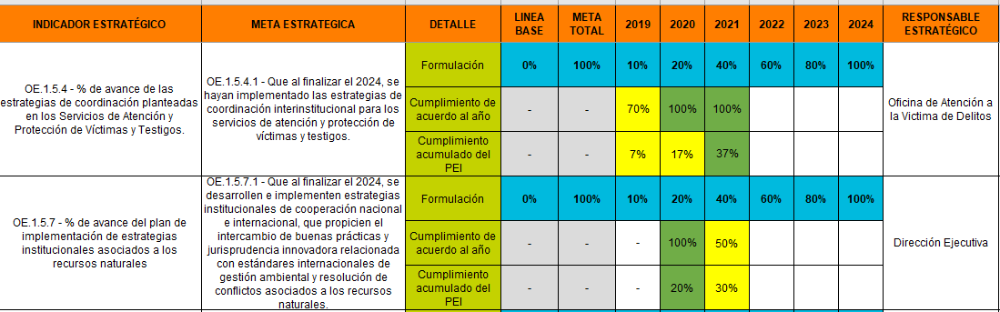 INDICADOR ESTRATÉGICO META ESTRATEGICA DETALLE LINEA BASE META TOTAL 2019 2020 2021 2022 2023 2024 RESPONSABLE ESTRATÉGICO
OE.1.5.4 - % de avance de las
estrategias de coordinación planteadas
en los Servicios de Atención y
Protección de Víctimas y Testigos.
OE.1.5.4.1 - Que al finalizar el 2024, se
hayan implementado las estrategias de
coordinación interinstitucional para los
servicios de atención y protección de
víctimas y testigos.
Formulación 0% 100% 10% 20% 40% 60% 80% 100%
Cumplimiento de
acuerdo al año - - 70% 100% 100%
Cumplimiento
acumulado del
PEI - - 7% 17% 37%
Oficina de Atención a
la Victima de Delitos
OE.1.5.7 - % de avance del plan de
implementación de estrategias
institucionales asociados a los
recursos naturales
OE.1.5.7.1 - Que al finalizar el 2024, se
desarrollen e implementen estrategias
institucionales de cooperación nacional
e internacional, que propicien el
intercambio de buenas prácticas y
jurisprudencia innovadora relacionada
con estándares internacionales de
gestión ambiental y resolución de
conflictos asociados a los recursos
naturales.
Formulación 0% 100% 10% 20% 40% 60% 80% 100%
Cumplimiento de
acuerdo al año - - - 100% 50%
Cumplimiento
acumulado del
PEI - - - 20% 30%
Dirección Ejecutiva